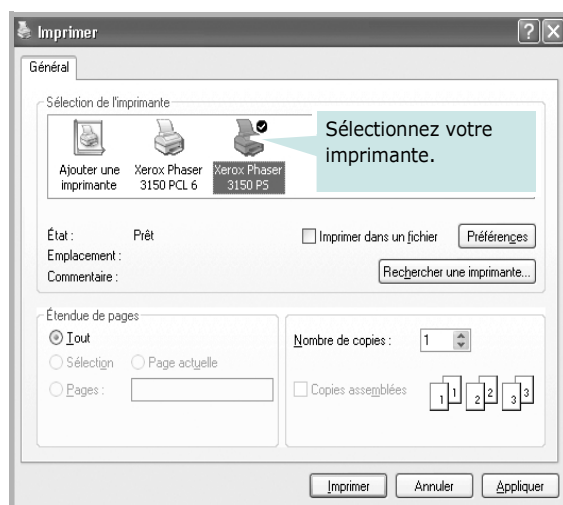 Imprimer
Général
Sélection de l'imprimante
Ajouter une
imprimante
Xerox Phaser
3150 PCL 6
Xerox Phaser
3150 PS
Sélectionnez votre
imprimante.
État :
Prêt
Emplacement :
Commentaire :
Imprimer dans un fichier
Préférences
Rechercher une imprimante...
Étendue de pages
Tout
Sélection
Page actuelle
Pages :
Nombre de copies :
1
Copies assemblées
1 1 2 2 3 3
Imprimer
Annuler
Appliquer